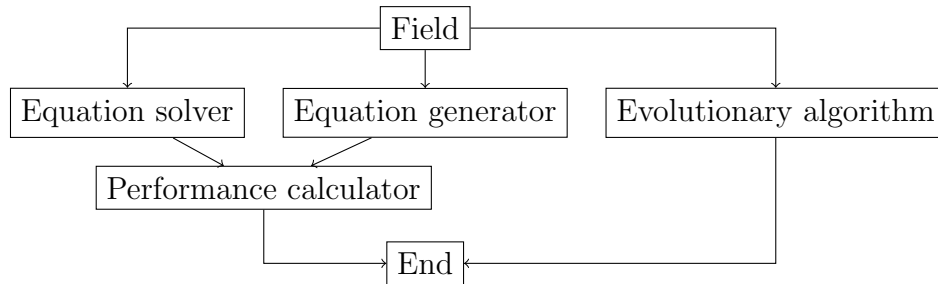 Field
Equation solver
Equation generator
Evolutionary algorithm
Performance calculator
End